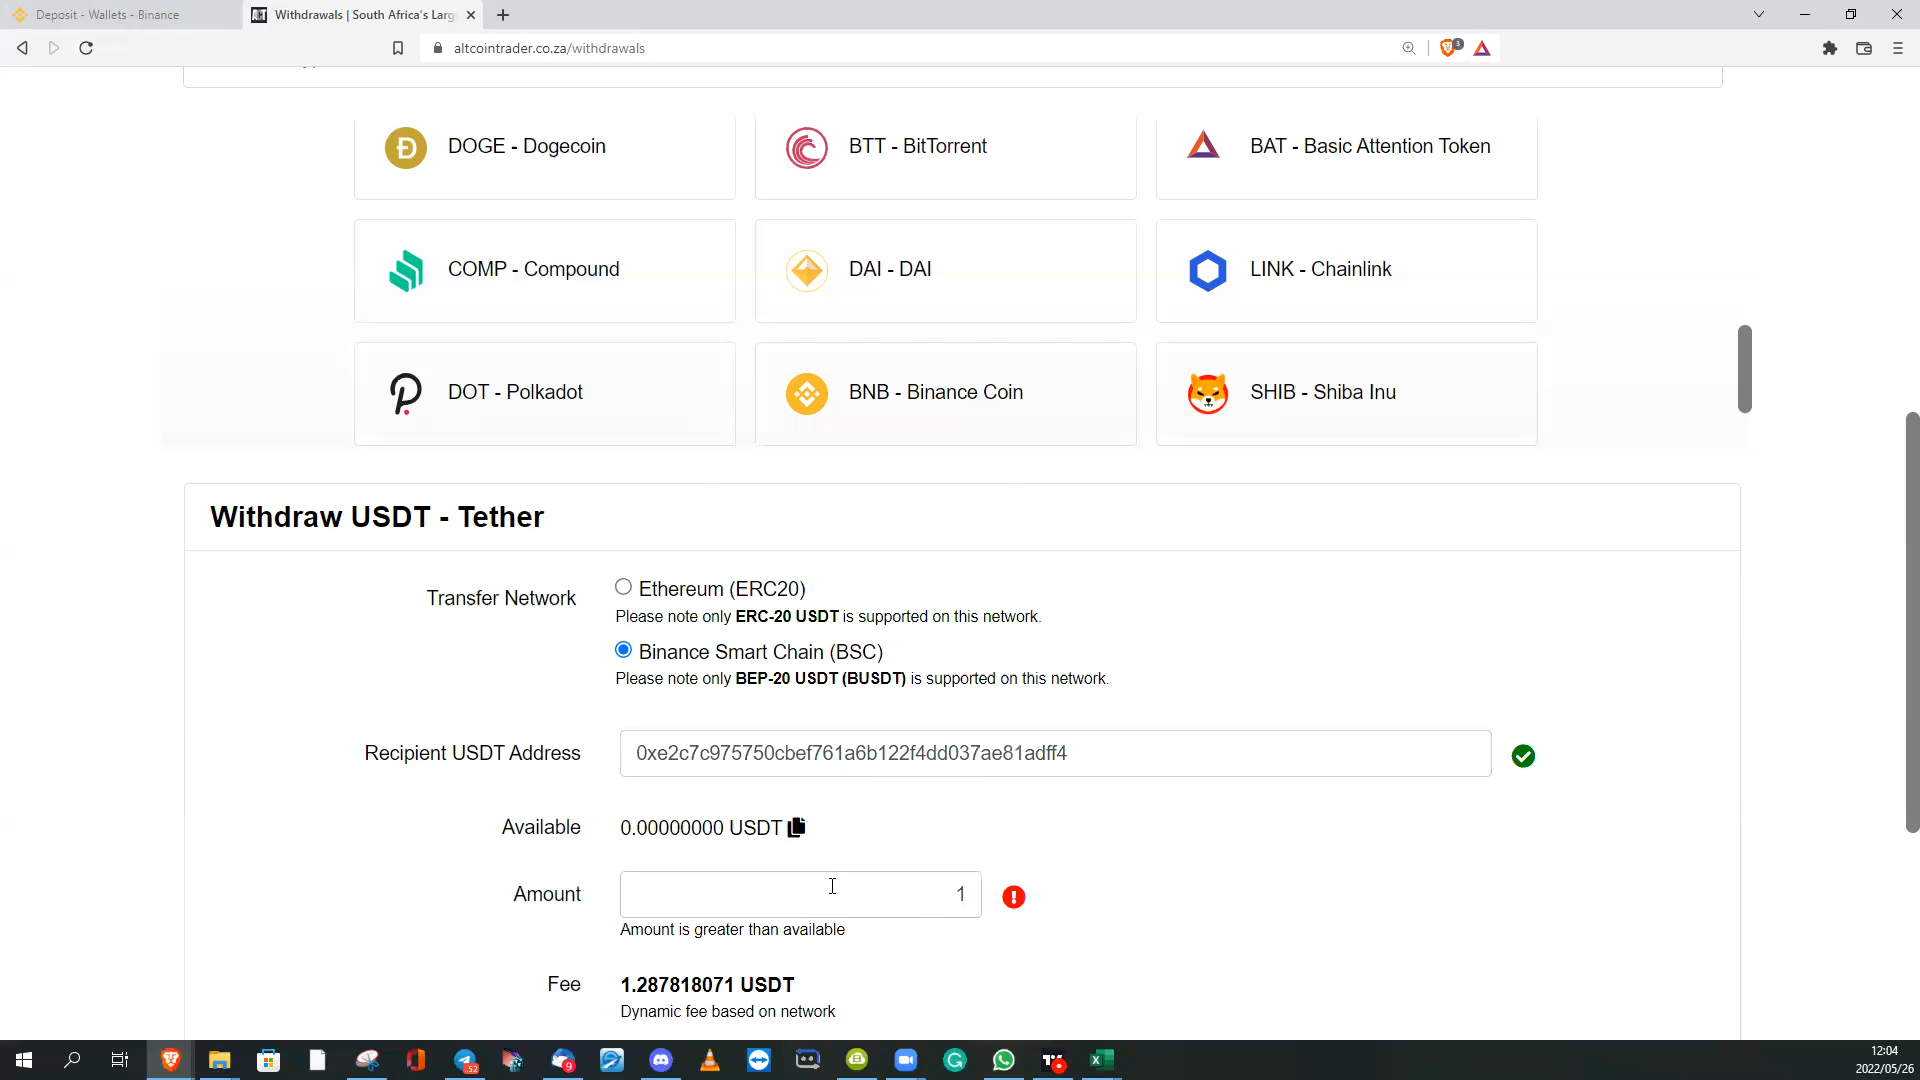 Deposit - Wallets - Binance
Withdrawals | South Africa's Larg
altcointrader.co.za/withdrawals
3
DOGE - Dogecoin
BTT - BitTorrent
BAT - Basic Attention Token
COMP - Compound
DAI - DAI
LINK - Chainlink
DOT - Polkadot
BNB - Binance Coin
SHIB - Shiba Inu
Withdraw USDT - Tether
Transfer Network
Ethereum (ERC20)
Please note only ERC-20 USDT is supported on this network.
Binance Smart Chain (BSC)
Please note only BEP-20 USDT (BUSDT) is supported on this network.
Recipient USDT Address
0xe2c7c975750cbef761a6b122f4dd037ae81adff4
Available
0.00000000 USDT
Amount
1
Amount is greater than available
Fee
1.287818071 USDT
Dynamic fee based on network
52
9
12:04
2022/05/26